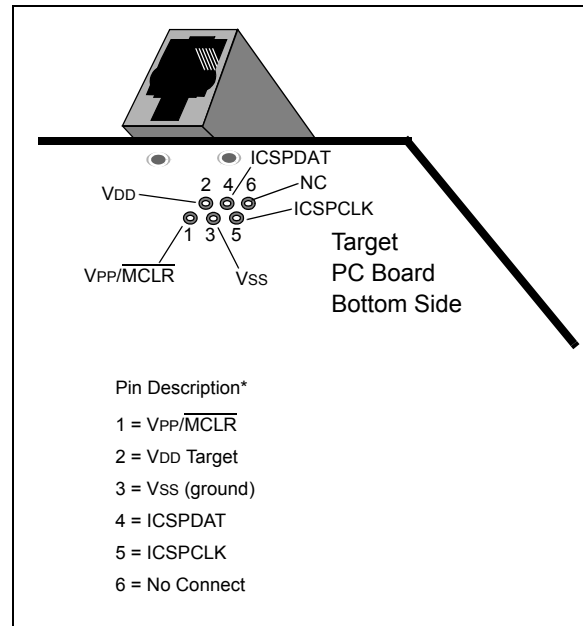 ICSPDAT
VDD 2 4 6 NC
ICSPCLK
1 3 5
VPP/MCLR VSS
Target
PC Board
Bottom Side
Pin Description*
1 = VPP/MCLR
2 = VDD Target
3 = VSS (ground)
4 = ICSPDAT
5 = ICSPCLK
6 = No Connect